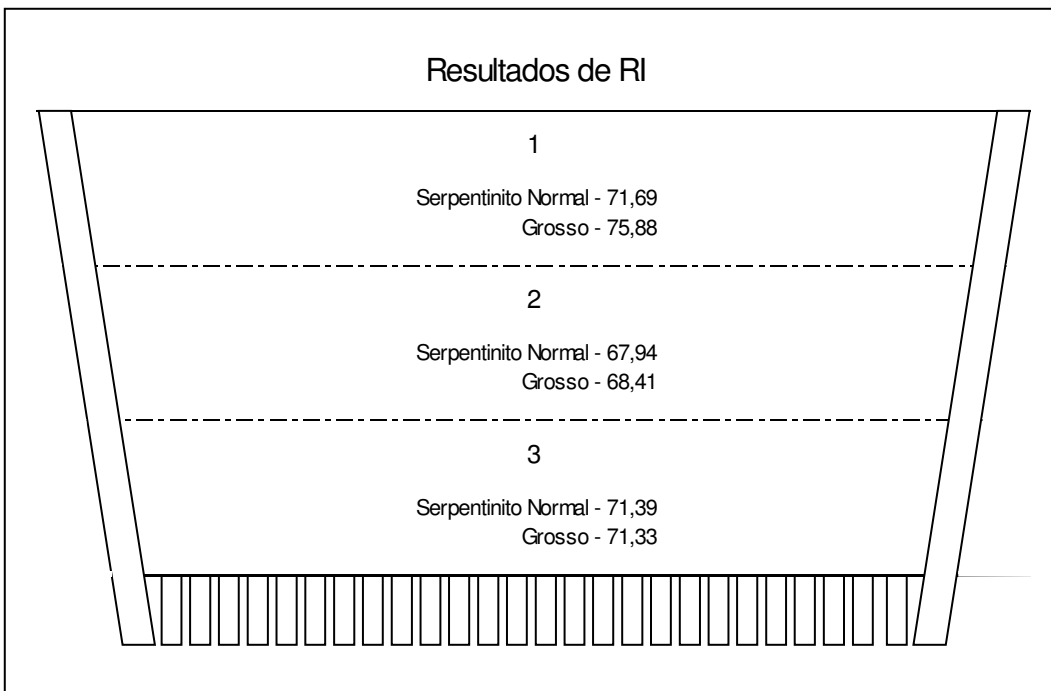 Resultados de RI
1
Serpentinito Normal - 71,69
Grosso - 75,88
2
Serpentinito Normal - 67,94
Grosso - 68,41
3
Serpentinito Normal - 71,39
Grosso - 71,33